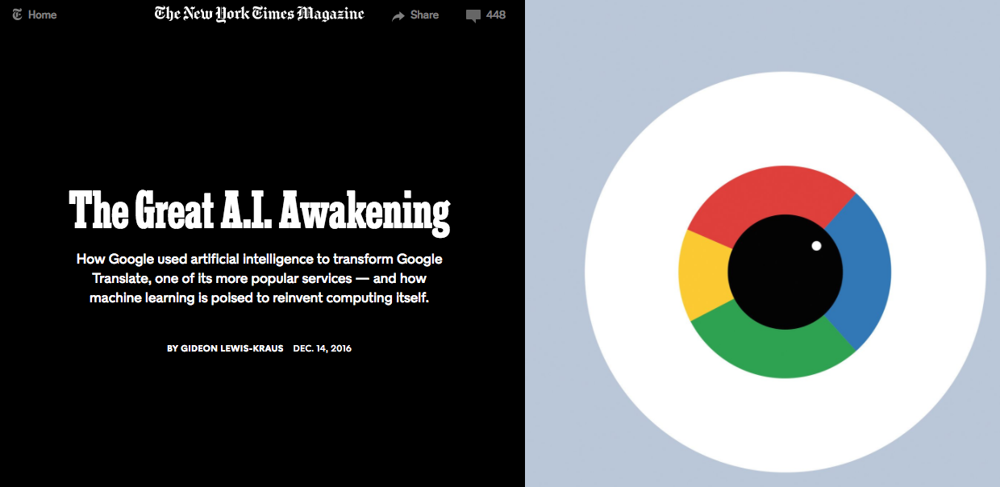 Home
The New York Times Magazine
Share
448
The Great A.I. Awakening
How Google used artificial intelligence to transform Google
Translate, one of its more popular services — and how
machine learning is poised to reinvent computing itself.
BY GIDEON LEWIS-KRAUS DEC. 14, 2016